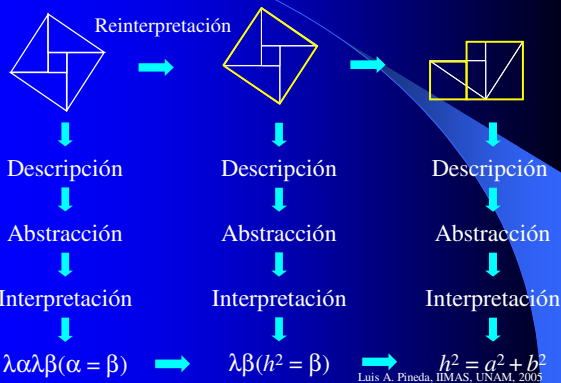 Reinterpretación
Descripción Descripción Descripción
Abstracción Abstracción Abstracción
Interpretación Interpretación Interpretación
λαλβ(α = β) λβ(h² = β) h² = a² + b²
Luis A. Pineda, IIMAS, UNAM, 2005